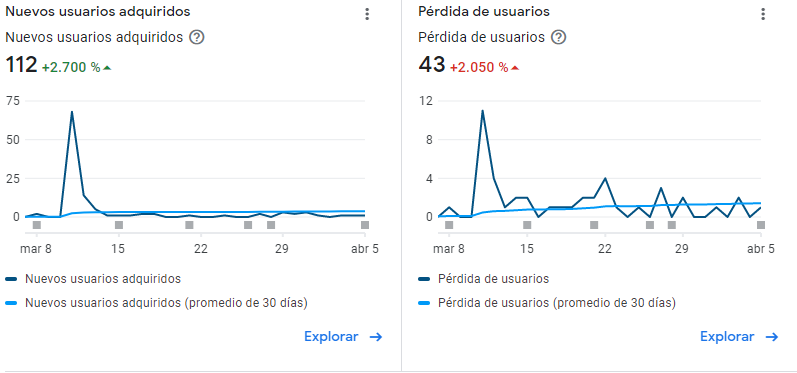 Nuevos usuarios adquiridos
Nuevos usuarios adquiridos
112 +2.700 %
75
50
25
0
mar 8 15 22 29 abr 5
Nuevos usuarios adquiridos
Nuevos usuarios adquiridos (promedio de 30 días)
Explorar
Pérdida de usuarios
Pérdida de usuarios
43 +2.050 %
12
8
4
0
mar 8 15 22 29 abr 5
Pérdida de usuarios
Pérdida de usuarios (promedio de 30 días)
Explorar